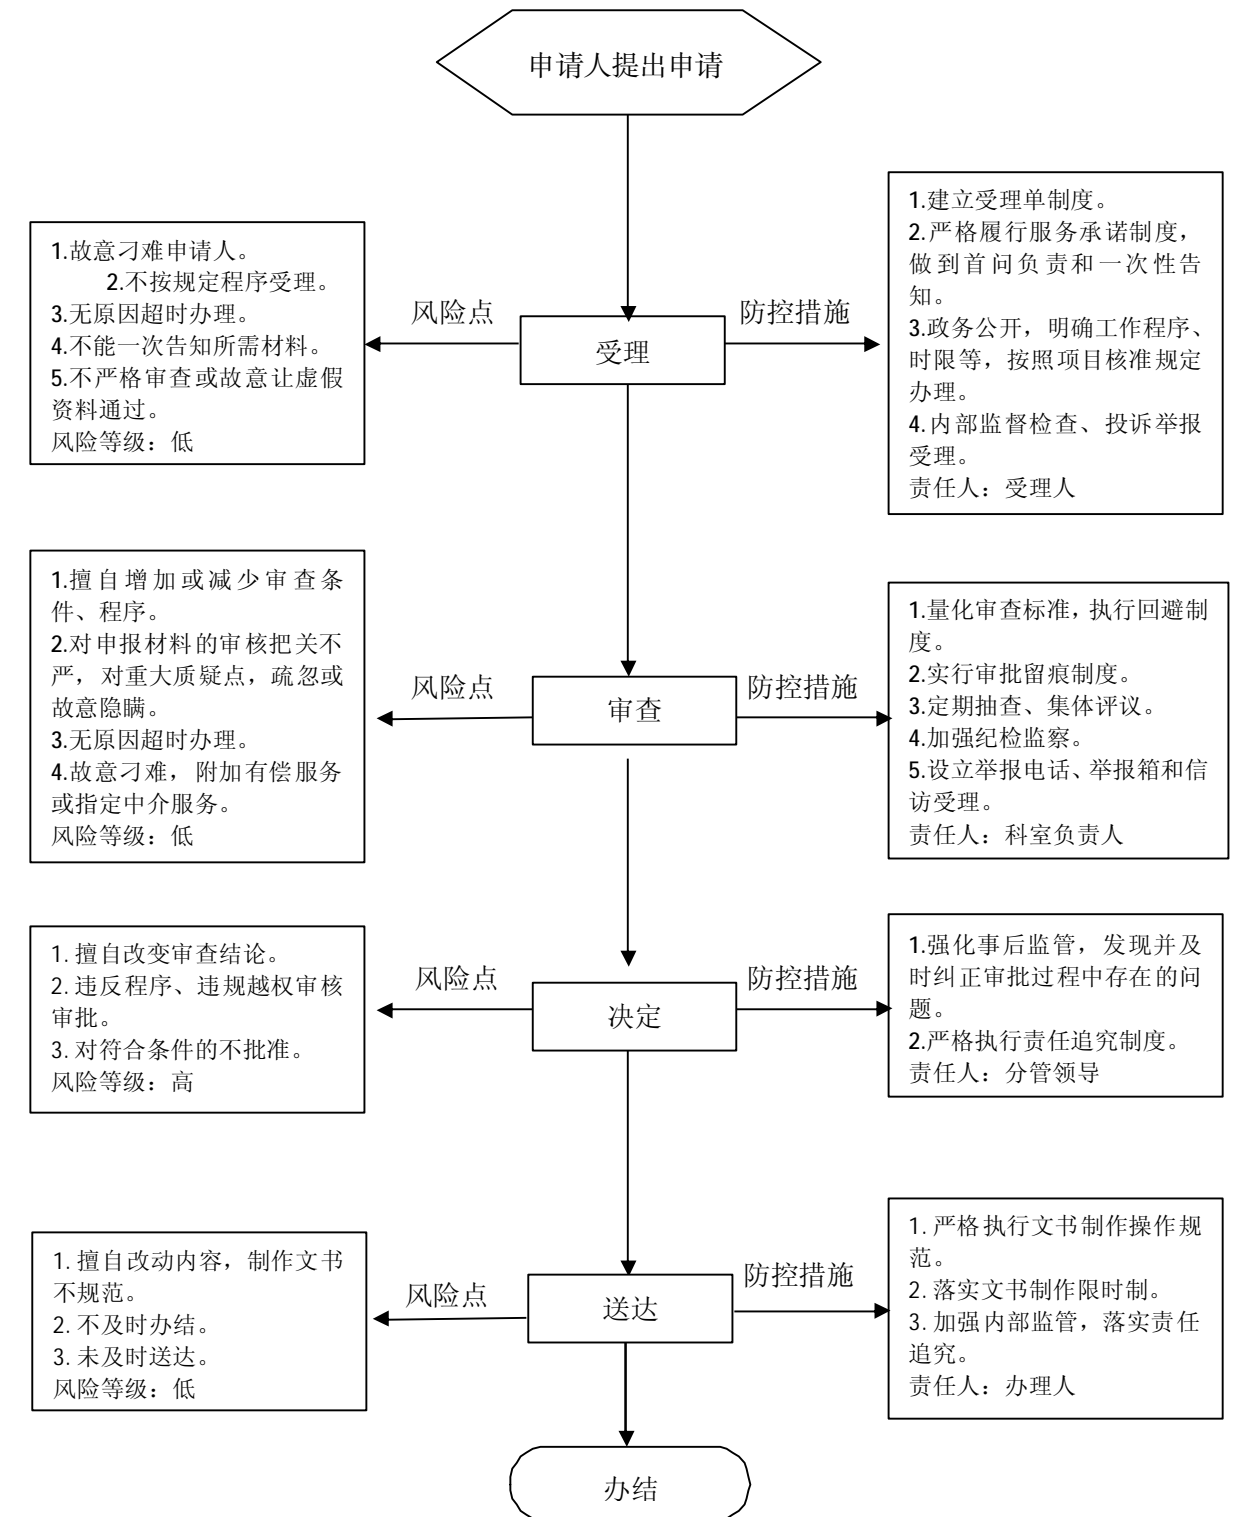 申请人提出申请
1.故意刁难申请人。
2.不按规定程序受理。
3.无原因超时办理。
4.不能一次告知所需材料。
5.不严格审查或故意让虚假
资料通过。
风险等级：低
风险点
受理
防控措施
1.建立受理单制度。
2.严格履行服务承诺制度，
做到首问负责和一次性告
知。
3.政务公开，明确工作程序、
时限等，按照项目核准规定
办理。
4.内部监督检查、投诉举报
受理。
责任人：受理人
1.擅自增加或减少审查条
件、程序。
2.对申报材料的审核把关不
严，对重大质疑点，疏忽或
故意隐瞒。
3.无原因超时办理。
4.故意刁难，附加有偿服务
或指定中介服务。
风险等级：低
风险点
审查
防控措施
1.量化审查标准，执行回避制
度。
2.实行审批留痕制度。
3.定期抽查、集体评议。
4.加强纪检监察。
5.设立举报电话、举报箱和信
访受理。
责任人：科室负责人
1. 擅自改变审查结论。
2. 违反程序、违规越权审核
审批。
3. 对符合条件的不批准。
风险等级：高
风险点
决定
防控措施
1.强化事后监管，发现并及
时纠正审批过程中存在的问
题。
2.严格执行责任追究制度。
责任人：分管领导
1. 擅自改动内容，制作文书
不规范。
2. 不及时办结。
3. 未及时送达。
风险等级：低
风险点
送达
防控措施
1. 严格执行文书制作操作规
范。
2. 落实文书制作限时制。
3. 加强内部监管，落实责任
追究。
责任人：办理人
办结